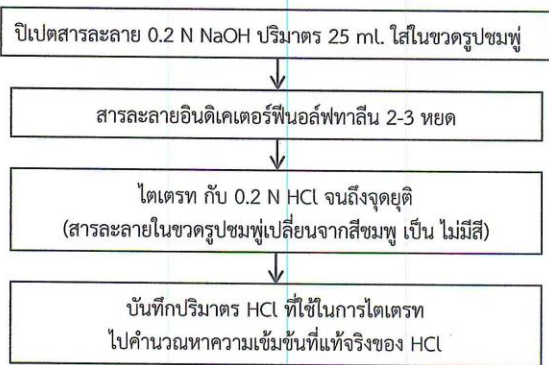 ปิเปตสารละลาย 0.2 N NaOH ปริมาตร 25 ml. ใส่ในขวดรูปชมพู่
สารละลายอินดิเคเตอร์ฟีนอล์ฟทาลีน 2-3 หยด
ไตเตรท กับ 0.2 N HCl จนถึงจุดยุติ
(สารละลายในขวดรูปชมพู่เปลี่ยนจากสีชมพู เป็น ไม่มีสี)
บันทึกปริมาตร HCl ที่ใช้ในการไตเตรท
ไปคำนวณหาความเข้มข้นที่แท้จริงของ HCl